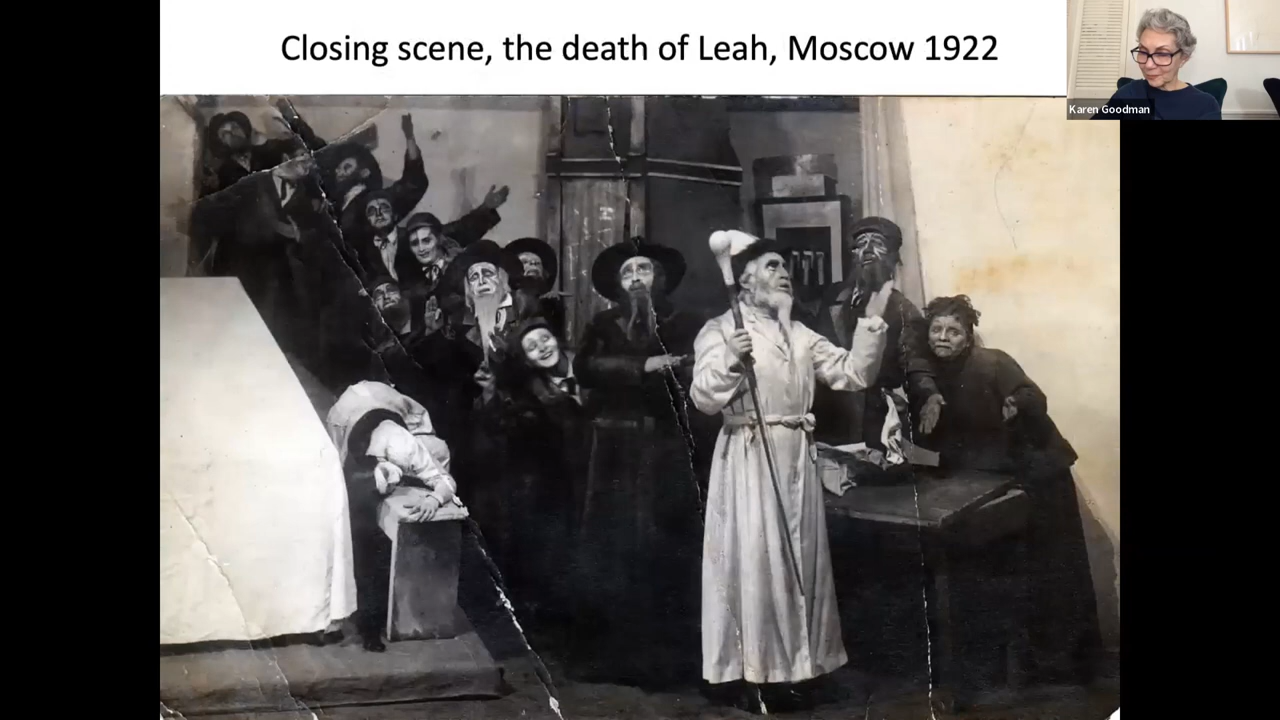 Closing scene, the death of Leah, Moscow 1922
Karen Goodman